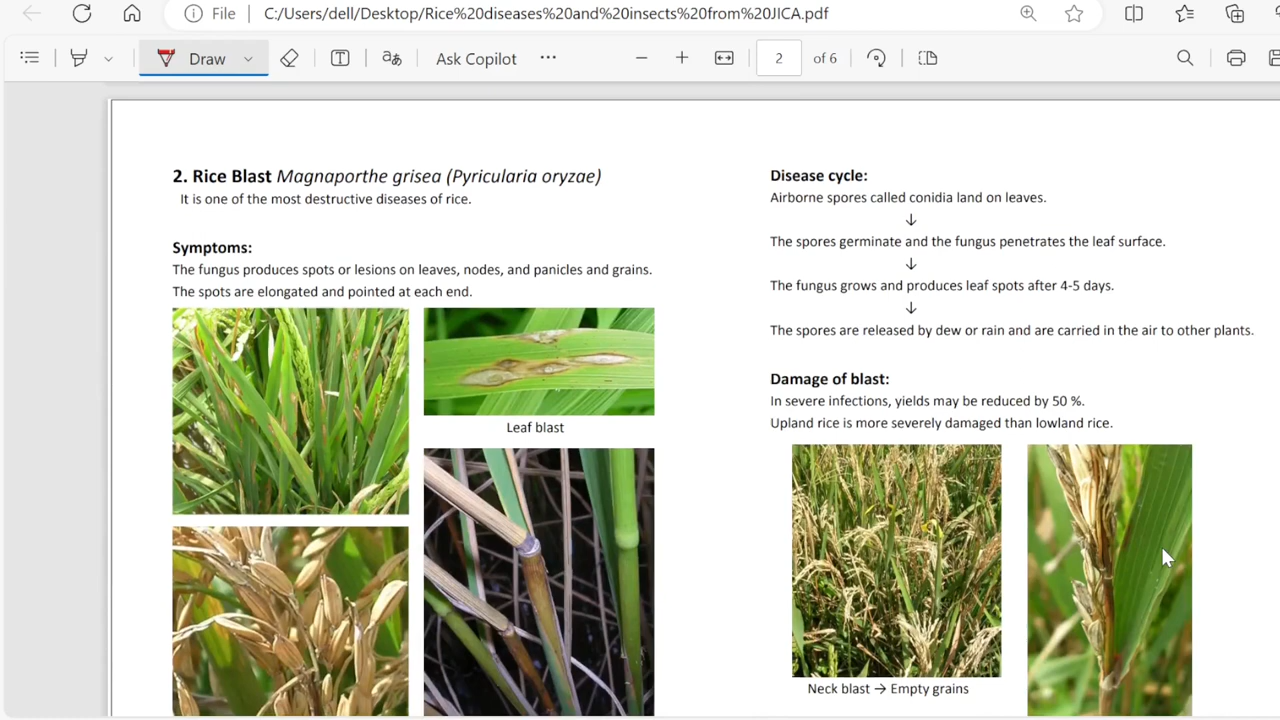 File
C:/Users/dell/Desktop/Rice%20diseases%20and%20insects%20from%20JICA.pdf
Draw
Ask Copilot
2 of 6
2. Rice Blast Magnaporthe grisea (Pyricularia oryzae)
It is one of the most destructive diseases of rice.
Symptoms:
The fungus produces spots or lesions on leaves, nodes, and panicles and grains.
The spots are elongated and pointed at each end.
Leaf blast
Disease cycle:
Airborne spores called conidia land on leaves.
↓
The spores germinate and the fungus penetrates the leaf surface.
↓
The fungus grows and produces leaf spots after 4-5 days.
↓
The spores are released by dew or rain and are carried in the air to other plants.
Damage of blast:
In severe infections, yields may be reduced by 50 %.
Upland rice is more severely damaged than lowland rice.
Neck blast → Empty grains